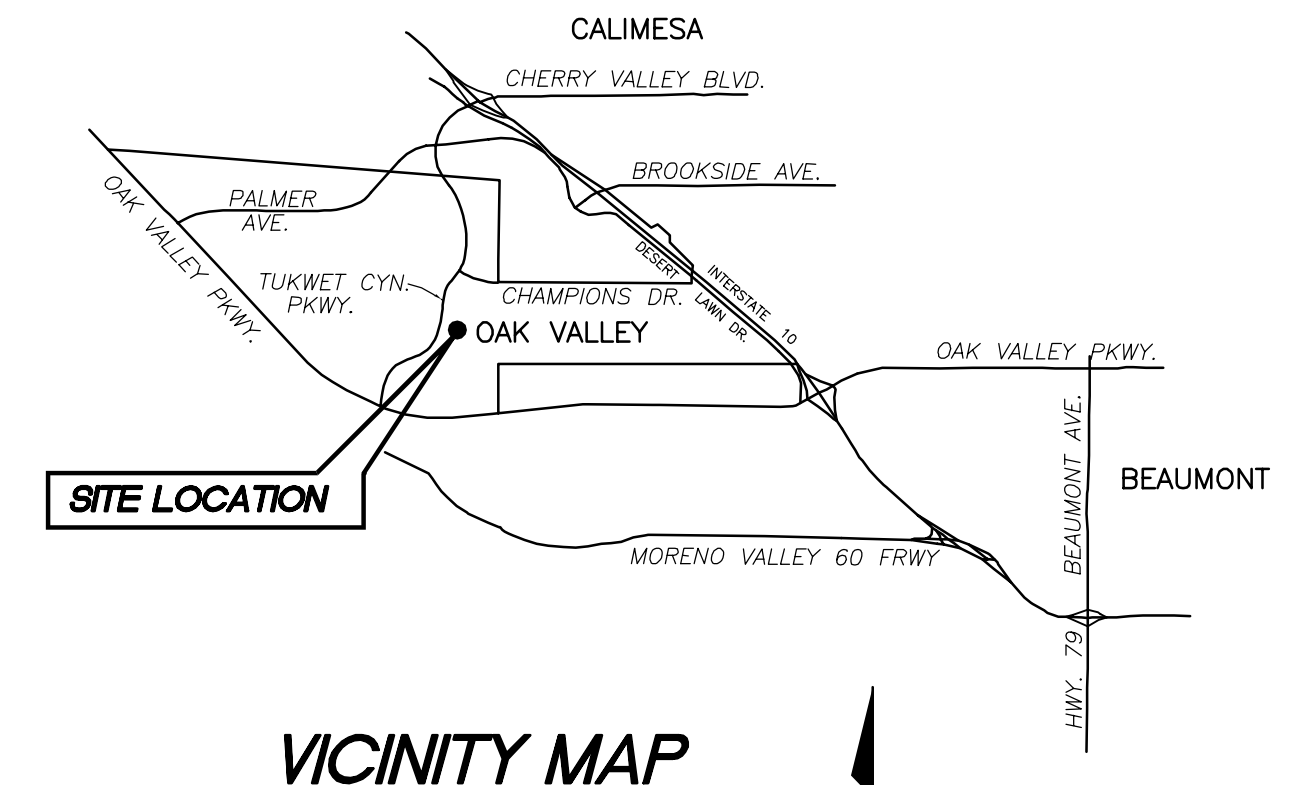 CALIMESA
CHERRY VALLEY BLVD.
BROOKSIDE AVE.
PALMER
AVE.
OAK VALLEY PKWY.
TUKWET CYN.
PKWY.
DESERT LAWN DR.
INTERSTATE 10
CHAMPIONS DR.
OAK VALLEY
OAK VALLEY PKWY.
BEAUMONT AVE.
BEAUMONT
SITE LOCATION
MORENO VALLEY 60 FRWY
HWY. 79
VICINITY MAP